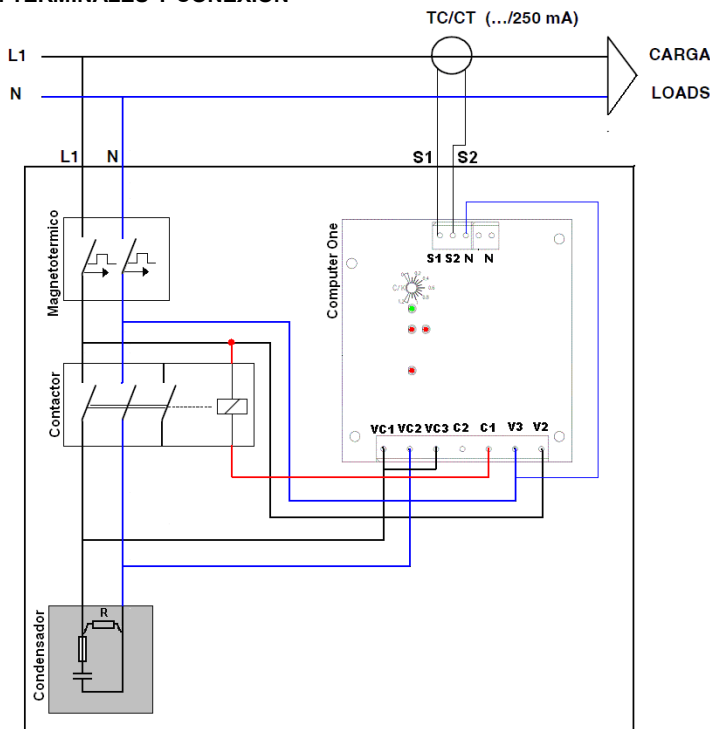 TERMINALES Y CONEXIÓN
TC/CT (.../250 mA)
L1
CARGA
N
LOADS
L1 N
S1 S2
Magnetotermico
Computer One
S1 S2 N N
C/K
Contactor
VC1 VC2 VC3 C2 C1 V3 V2
Condensador
R